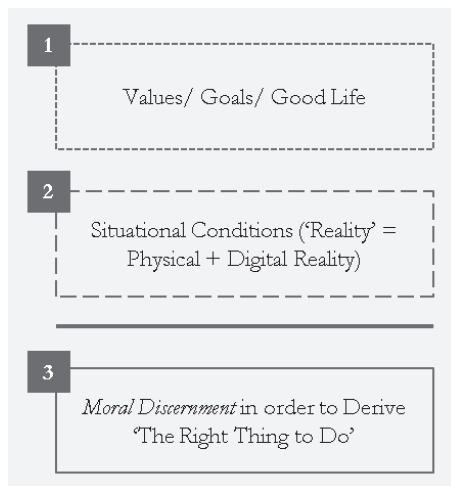 1
Values/ Goals/ Good Life
2
Situational Conditions (‘Reality’ =
Physical + Digital Reality)
3
Moral Discernment in order to Derive
‘The Right Thing to Do’